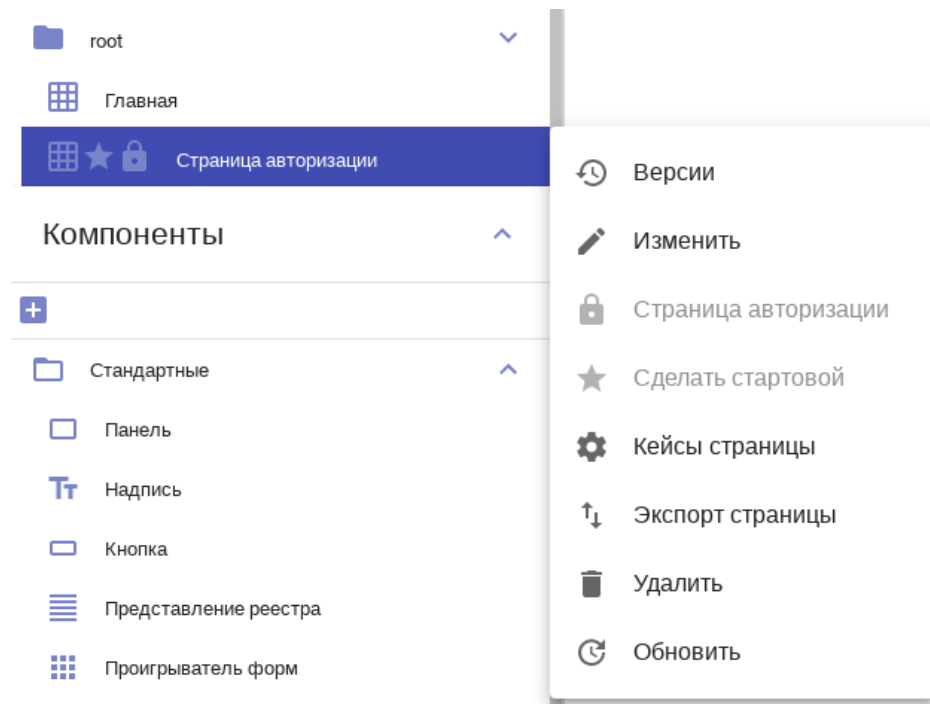 root
Главная
Страница авторизации
Компоненты
Стандартные
Панель
Надпись
Кнопка
Представление реестра
Проигрыватель форм
Версии
Изменить
Страница авторизации
Сделать стартовой
Кейсы страницы
Экспорт страницы
Удалить
Обновить